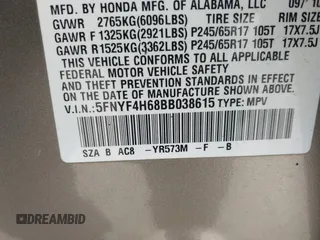 MFD. BY HONDA MFG. OF ALABAMA, LLC 09/10
GVWR 2765KG(6096LBS) TIRE SIZE RIM SIZE
GAWR F 1325KG(2921LBS) P245/65R17 105T 17X7.5J
GAWR R1525KG(3362LBS) P245/65R17 105T 17X7.5J
THIS VEHICLE CONFORMS TO ALL APPLICABLE
FEDERAL MOTOR VEHICLE SAFETY AND THEFT
PREVENTION STANDARDS IN EFFECT ON THE DATE OF
MANUFACTURE SHOWN ABOVE.
V.I.N.:5FNYF4H68BB038615 TYPE: MPV
SZA B AC8 -YR573M -F -B
DREAMBID